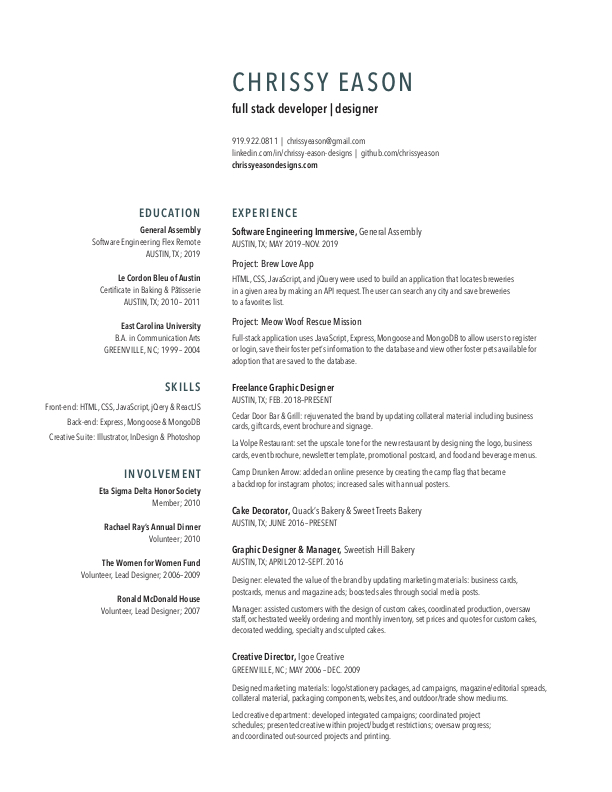 CHRISSY EASON
full stack developer | designer
919.922.0811 | chrissyeason@gmail.com
linkedin.com/in/chrissy-eason-designs | github.com/chrissyeason
chrissyeasondesigns.com
EDUCATION
General Assembly
Software Engineering Flex Remote
AUSTIN, TX; 2019
Le Cordon Bleu of Austin
Certificate in Baking & Pâtisserie
AUSTIN, TX; 2010– 2011
East Carolina University
B.A. in Communication Arts
GREENVILLE, NC; 1999– 2004
SKILLS
Front-end: HTML, CSS, JavaScript, jQery & ReactJS
Back-end: Express, Mongoose & MongoDB
Creative Suite: Illustrator, InDesign & Photoshop
INVOLVEMENT
Eta Sigma Delta Honor Society
Member; 2010
Rachael Ray's Annual Dinner
Volunteer; 2010
The Women for Women Fund
Volunteer, Lead Designer; 2006-2009
Ronald McDonald House
Volunteer, Lead Designer; 2007
EXPERIENCE
Software Engineering Immersive, General Assembly
AUSTIN, TX; MAY 2019–NOV. 2019
Project: Brew Love App
HTML, CSS, JavaScript, and jQuery were used to build an application that locates breweries
in a given area by making an API request. The user can search any city and save breweries
to a favorites list.
Project: Meow Woof Rescue Mission
Full-stack application uses JavaScript, Express, Mongoose and MongoDB to allow users to register
or login, save their foster pet's information to the database and view other foster pets available for
adoption that are saved to the database.
Freelance Graphic Designer
AUSTIN, TX; FEB. 2018–PRESENT
Cedar Door Bar & Grill: rejuvenated the brand by updating collateral material including business
cards, giftcards, event brochure and signage.
La Volpe Restaurant: set the upscale tone for the new restaurant by designing the logo, business
cards, event brochure, newsletter template, promotional postcard, and food and beverage menus.
Camp Drunken Arrow: added an online presence by creating the camp flag that became
a backdrop for instagram photos; increased sales with annual posters.
Cake Decorator, Quack's Bakery & Sweet Treats Bakery
AUSTIN, TX; JUNE 2016–PRESENT
Graphic Designer & Manager, Sweetish Hill Bakery
AUSTIN, TX; APRIL 2012-SEPT. 2016
Designer: elevated the value of the brand by updating marketing materials: business cards,
postcards, menus and magazine ads; boosted sales through social media posts.
Manager: assisted customers with the design of custom cakes, coordinated production, oversaw
staff, orchestrated weekly ordering and monthly inventory, set prices and quotes for custom cakes,
decorated wedding, specialty and sculpted cakes.
Creative Director, Igoe Creative
GREENVILLE, NC; MAY 2006 –DEC. 2009
Designed marketing materials: logo/stationery packages, ad campaigns, magazine/editorial spreads,
collateral material, packaging components, websites, and outdoor/trade show mediums.
Led creative department: developed integrated campaigns; coordinated project
schedules; presented creative within project/budget restrictions; oversaw progress;
and coordinated out-sourced projects and printing.